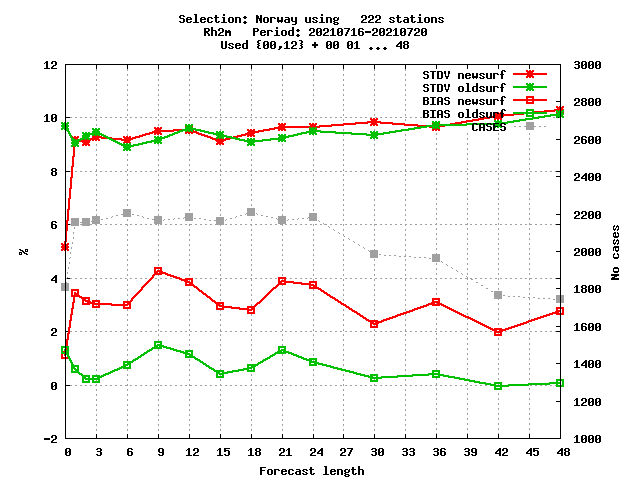 Selection: Norway using   222 stations
Rh2m   Period: 20210716-20210720
Used {00,12} + 00 01 ... 48
STDV newsurf
STDV oldsurf
BIAS newsurf
BIAS oldsurf
CASES
12
10
8
6
4
2
0
-2
%
3000
2800
2600
2400
2200
2000
1800
1600
1400
1200
1000
No cases
0 3 6 9 12 15 18 21 24 27 30 33 36 39 42 45 48
Forecast length